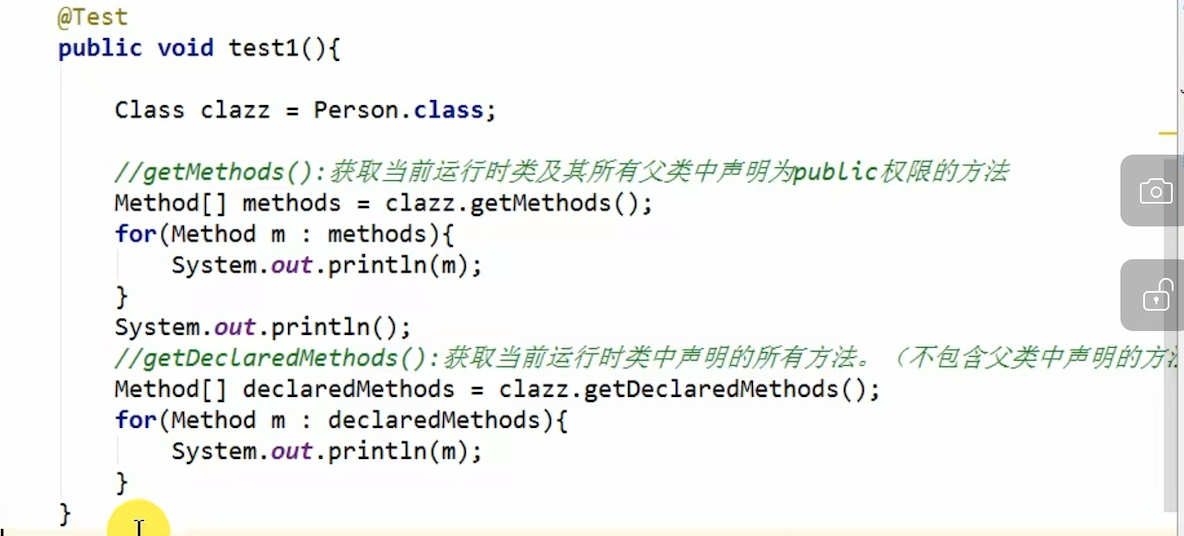 @Test
public void test1(){
Class clazz = Person.class;
//getMethods():获取当前运行时类及其所有父类中声明为public权限的方法
Method[] methods = clazz.getMethods();
for(Method m : methods){
System.out.println(m);
}
System.out.println();
//getDeclaredMethods():获取当前运行时类中声明的所有方法。（不包含父类中声明的方
Method[] declaredMethods = clazz.getDeclaredMethods();
for(Method m : declaredMethods){
System.out.println(m);
}
}